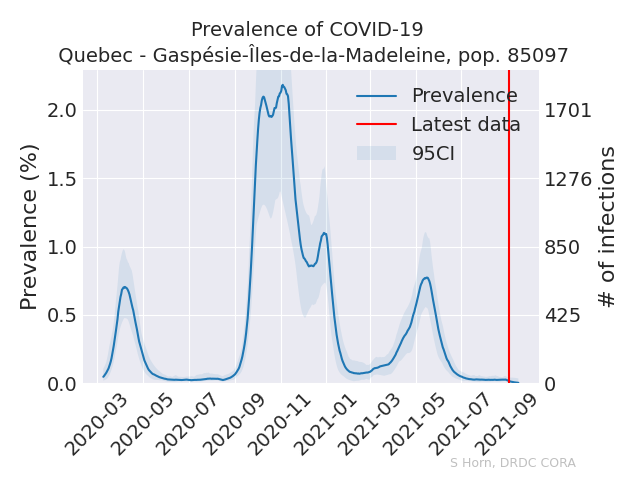 Prevalence of COVID-19
Quebec - Gaspésie-Îles-de-la-Madeleine, pop. 85097
Prevalence
Latest data
95CI
Prevalence (%)
2.0
1.5
1.0
0.5
0.0
1701
1276
850
425
0
# of infections
2020-03
2020-05
2020-07
2020-09
2020-11
2021-01
2021-03
2021-05
2021-07
2021-09
S Horn, DRDC CORA